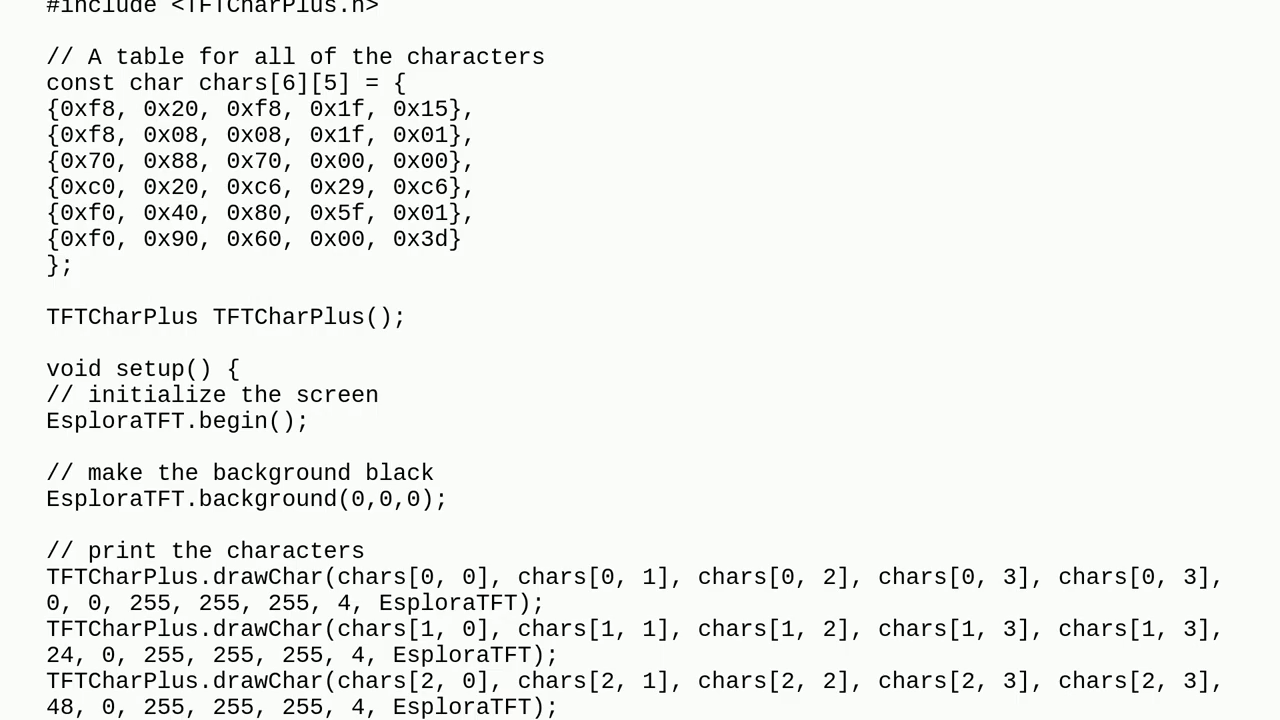 #include <TFTCharPlus.h>
// A table for all of the characters
const char chars[6][5] = {
{0xf8, 0x20, 0xf8, 0x1f, 0x15},
{0xf8, 0x08, 0x08, 0x1f, 0x01},
{0x70, 0x88, 0x70, 0x00, 0x00},
{0xc0, 0x20, 0xc6, 0x29, 0xc6},
{0xf0, 0x40, 0x80, 0x5f, 0x01},
{0xf0, 0x90, 0x60, 0x00, 0x3d}
};
TFTCharPlus TFTCharPlus();
void setup() {
// initialize the screen
EsploraTFT.begin();
// make the background black
EsploraTFT.background(0,0,0);
// print the characters
TFTCharPlus.drawChar(chars[0, 0], chars[0, 1], chars[0, 2], chars[0, 3], chars[0, 3],
0, 0, 255, 255, 255, 4, EsploraTFT);
TFTCharPlus.drawChar(chars[1, 0], chars[1, 1], chars[1, 2], chars[1, 3], chars[1, 3],
24, 0, 255, 255, 255, 4, EsploraTFT);
TFTCharPlus.drawChar(chars[2, 0], chars[2, 1], chars[2, 2], chars[2, 3], chars[2, 3],
48, 0, 255, 255, 255, 4, EsploraTFT);